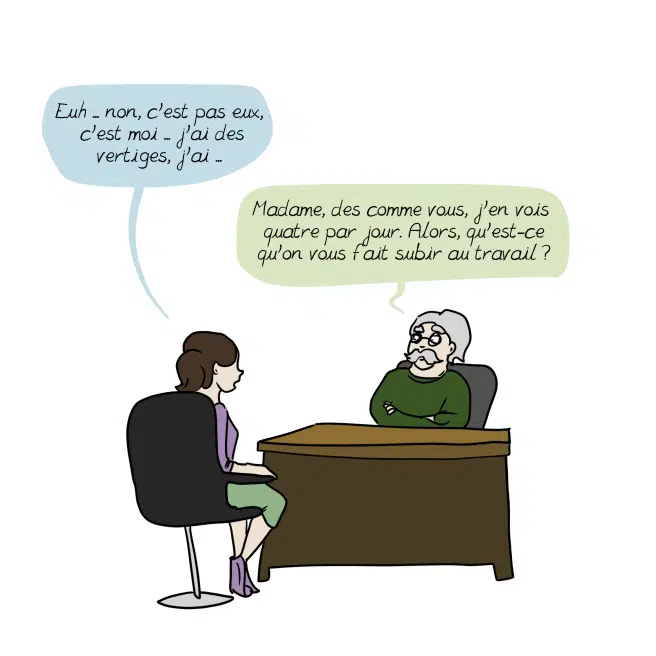 Euh … non, c'est pas eux,
c'est moi … j'ai des
vertiges, j'ai …
Madame, des comme vous, j'en vois
quatre par jour. Alors, qu'est-ce
qu'on vous fait subir au travail ?